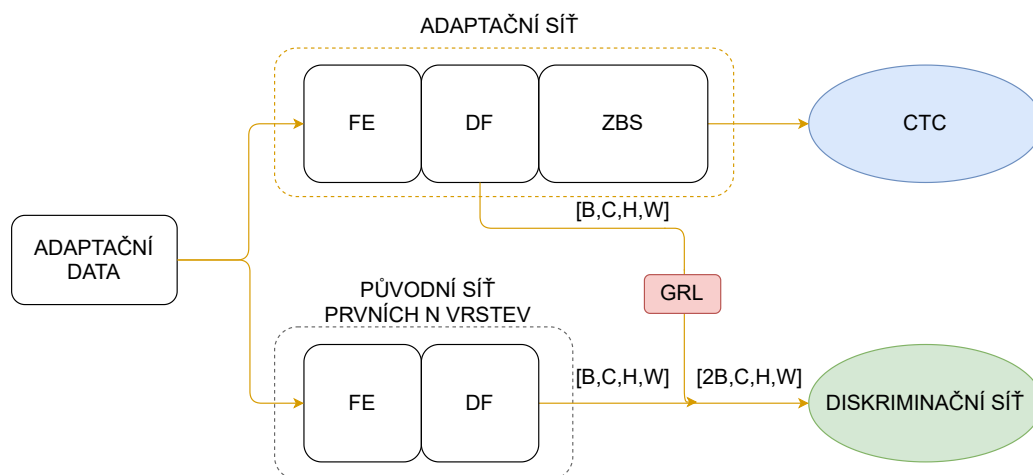 ADAPTAČNÍ SÍŤ
FE
DF
ZBS
CTC
[B,C,H,W]
ADAPTAČNÍ
DATA
GRL
PŮVODNÍ SÍŤ
PRVNÍCH N VRSTEV
FE
DF
[B,C,H,W]
[2B,C,H,W]
DISKRIMINAČNÍ SÍŤ